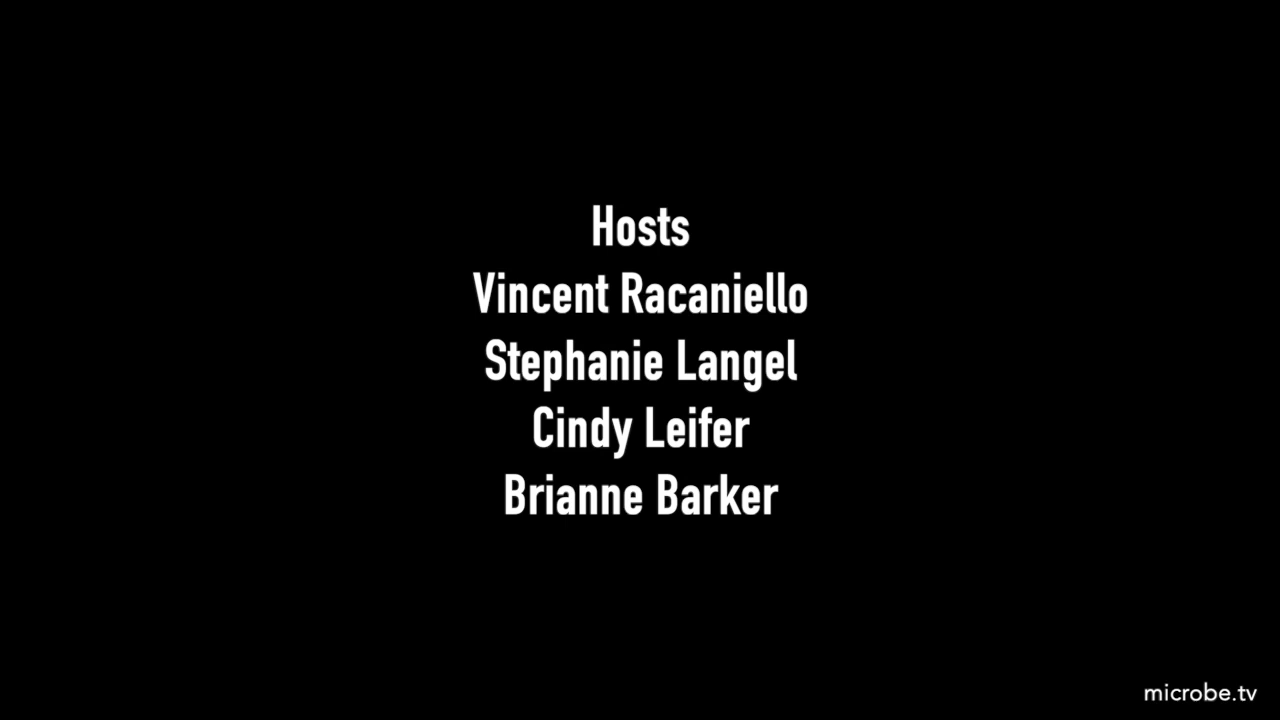 Hosts
Vincent Racaniello
Stephanie Langel
Cindy Leifer
Brianne Barker
microbe.tv